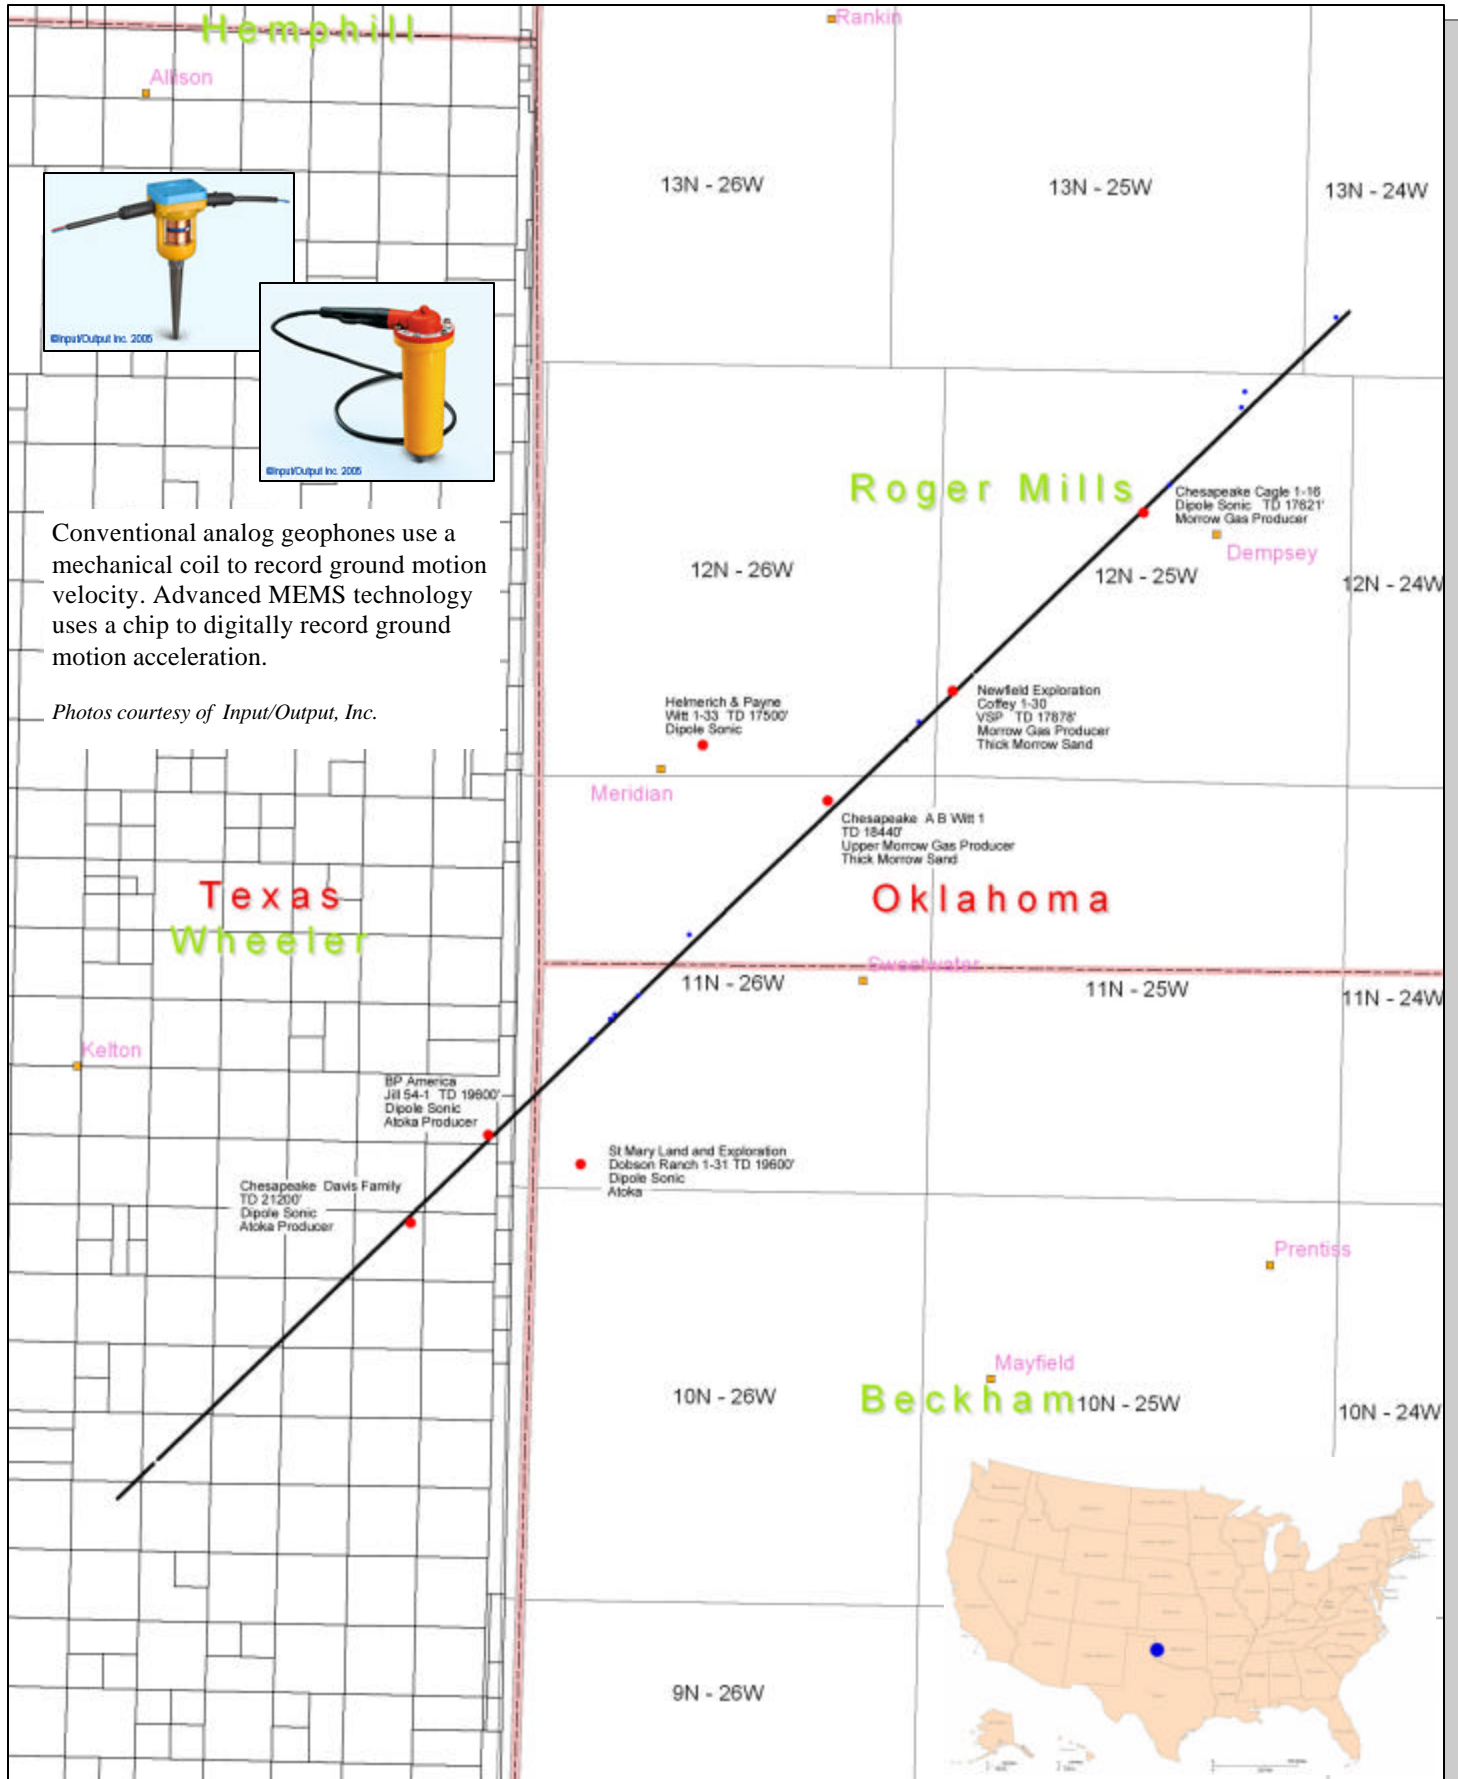 Hemphill
Rankin
Allison
13N - 26W
13N - 25W
13N - 24W
©Input/Output Inc. 2005
©Input/Output Inc. 2005
Roger Mills
Chesapeake Cagle 1-16
Dipole Sonic TD 17621'
Morrow Gas Producer
Dempsey
12N - 26W
12N - 25W
12N - 24W
Conventional analog geophones use a
mechanical coil to record ground motion
velocity. Advanced MEMS technology
uses a chip to digitally record ground
motion acceleration.
Photos courtesy of Input/Output, Inc.
Helmerich & Payne
Witt 1-33 TD 17500'
Dipole Sonic
Newfield Exploration
Coffey 1-30
VSP TD 17878'
Morrow Gas Producer
Thick Morrow Sand
Meridian
Chesapeake A B Witt 1
TD 18440'
Upper Morrow Gas Producer
Thick Morrow Sand
Texas
Wheeler
Oklahoma
Sweetwater
11N - 26W
11N - 25W
11N - 24W
Kelton
BP America
Jill 54-1 TD 19600'
Dipole Sonic
Atoka Producer
St Mary Land and Exploration
Dobson Ranch 1-31 TD 19600'
Dipole Sonic
Atoka
Chesapeake Davis Family
TD 21200'
Dipole Sonic
Atoka Producer
Prentiss
Mayfield
10N - 26W
Beckham
10N - 25W
10N - 24W
9N - 26W